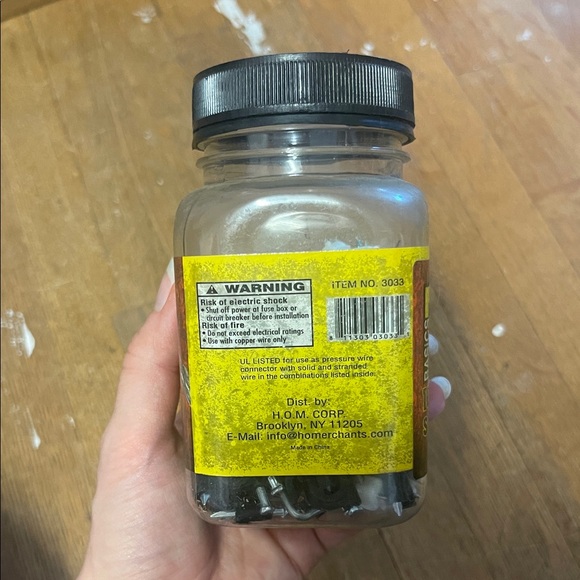 ⚠ WARNING
Risk of electric shock
• Shut off power at fuse box or
circuit breaker before installation
Risk of fire
• Do not exceed electrical ratings
• Use with copper wire only
ITEM NO. 3033
UL LISTED for use as pressure wire
connector with solid and stranded
wire in the combinations listed inside.
Dist. by:
H.O.M. CORP.
Brooklyn, NY 11205
E-Mail: info@homerchants.com
Made in China
BASICS